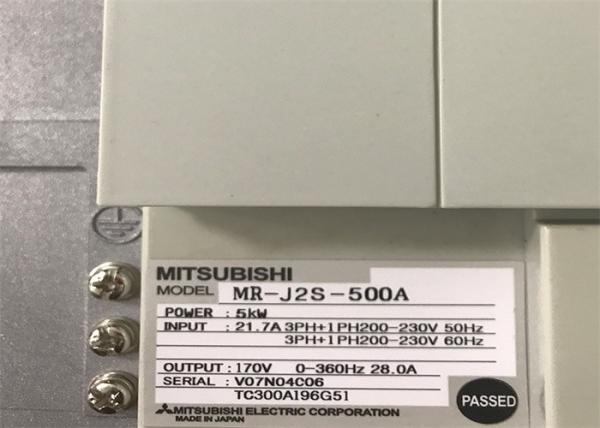 MITSUBISHI
MODEL MR-J2S-500A
POWER : 5kW
INPUT : 21.7A 3PH+1PH200-230V 50Hz
3PH+1PH200-230V 60Hz
OUTPUT : 170V 0-360Hz 28.0A
SERIAL : V07N04C06
TC300A196G51
PASSED
MITSUBISHI ELECTRIC CORPORATION
MADE IN JAPAN